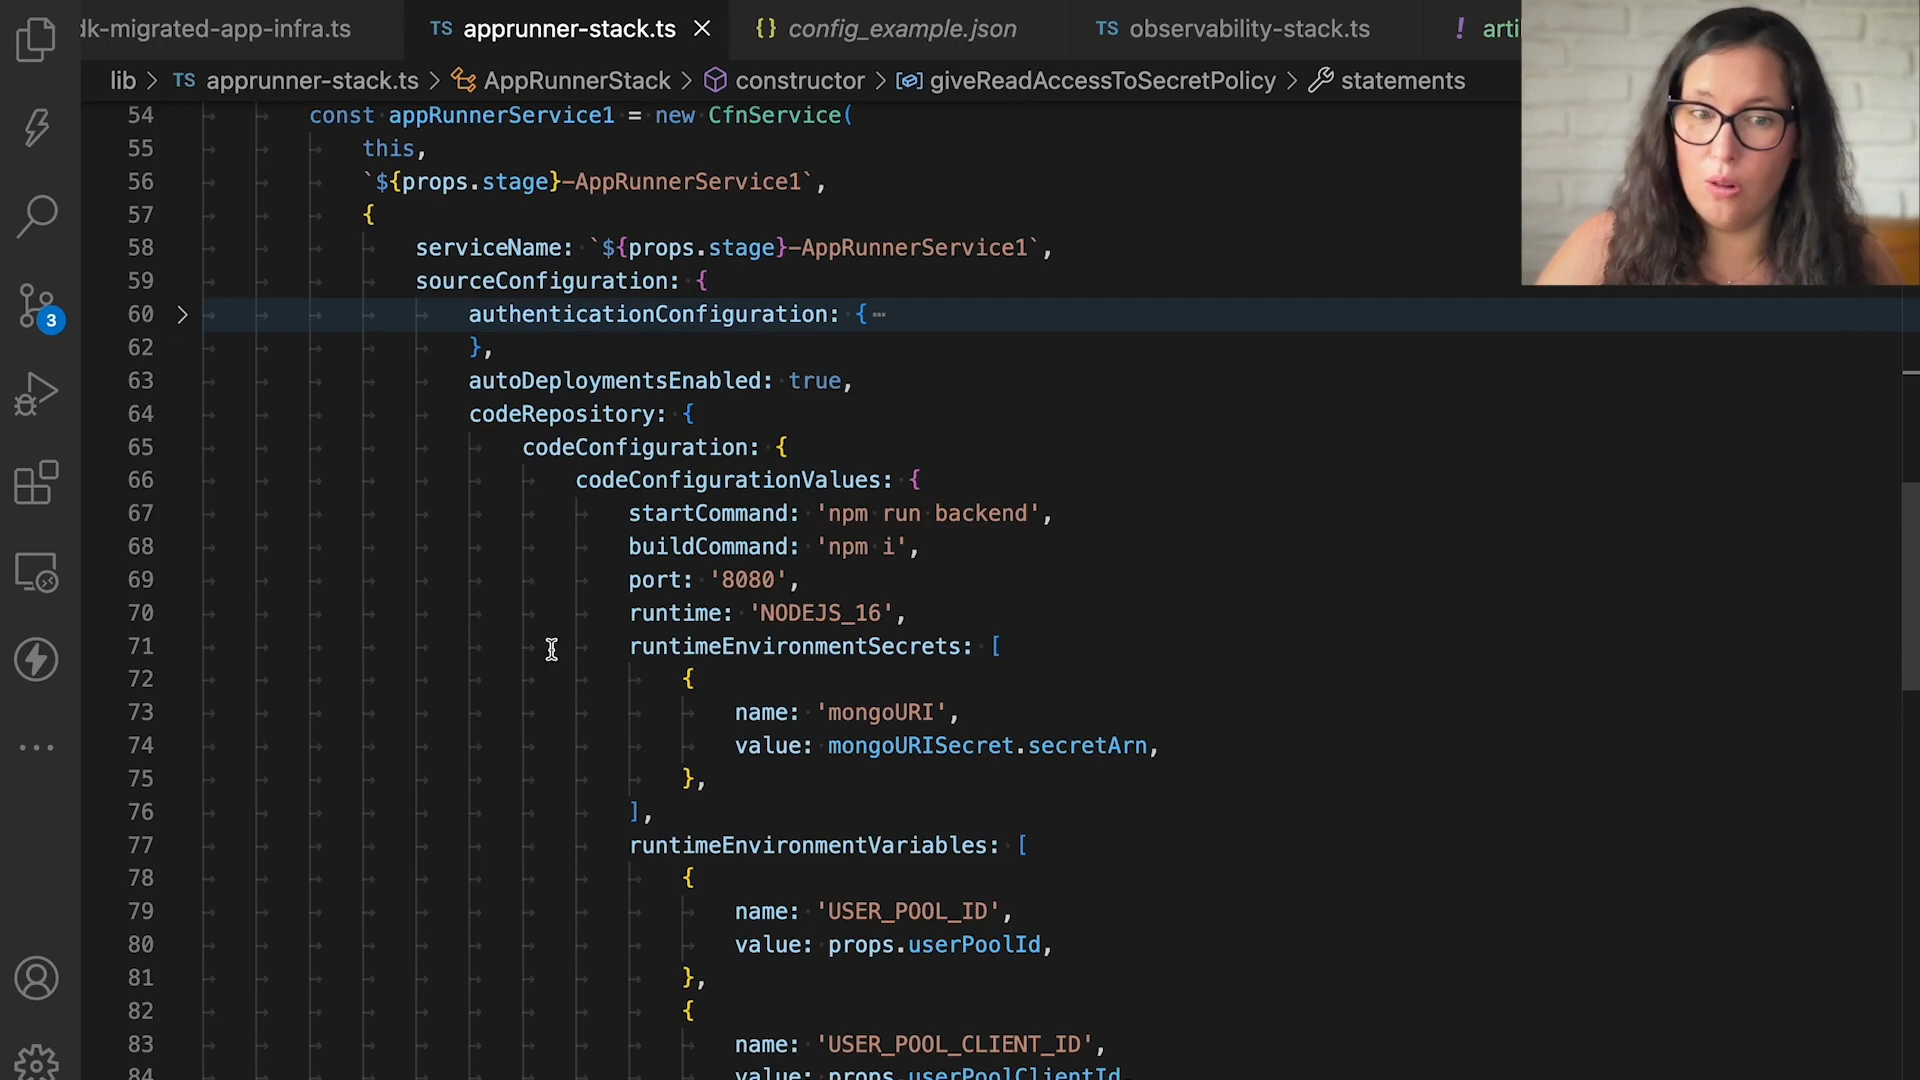 dk-migrated-app-infra.ts
TS apprunner-stack.ts
{} config_example.json
TS observability-stack.ts
! arti
lib > TS apprunner-stack.ts > AppRunnerStack > constructor > giveReadAccessToSecretPolicy > statements
54 const appRunnerService1 = new CfnService(
55 this,
56 `${props.stage}-AppRunnerService1`,
57 {
58 serviceName: `${props.stage}-AppRunnerService1`,
59 sourceConfiguration: {
60 authenticationConfiguration: {⋯
62 },
63 autoDeploymentsEnabled: true,
64 codeRepository: {
65 codeConfiguration: {
66 codeConfigurationValues: {
67 startCommand: 'npm run backend',
68 buildCommand: 'npm i',
69 port: '8080',
70 runtime: 'NODEJS_16',
71 runtimeEnvironmentSecrets: [
72 {
73 name: 'mongoURI',
74 value: mongoURISecret.secretArn,
75 },
76 ],
77 runtimeEnvironmentVariables: [
78 {
79 name: 'USER_POOL_ID',
80 value: props.userPoolId,
81 },
82 {
83 name: 'USER_POOL_CLIENT_ID',
84 value: props.userPoolClientId,
3